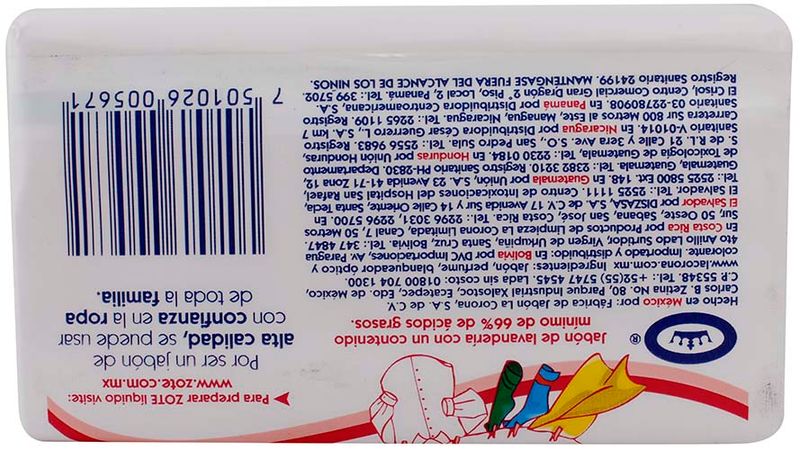 ➤ Para preparar ZOTE líquido visite:
www.zote.com.mx
Por ser un jabón de
alta calidad, se puede usar
con confianza en la ropa
de toda la familia.
7 501026 005671
®
Jabón de lavandería con un contenido
mínimo de 66% de ácidos grasos.
Hecho en México por: Fábrica de Jabón La Corona, S.A. de C.V.
Carlos B. Zetina No. 80, Parque Industrial Xalostoc, Ecatepec, Edo. de México,
C.P. 55348. Tel.: +52(55) 5747 4545. Lada sin costo: 01800 704 1300.
www.lacorona.com.mx Ingredientes: Jabón, perfume, blanqueador óptico y
colorante. Importado y distribuido: En Bolivia por DVC Importaciones, Av. Paragua
4to Anillo Lado Surtidor, Virgen de Urkupiña, Santa Cruz, Bolivia. Tel.: 347 4847.
En Costa Rica por Productos de Limpieza La Corona Limitada, Canal 7, 50 Metros
Sur, 50 Oeste, Sabana, San José, Costa Rica. Tel.: 2296 3031, 2296 5700. En
El Salvador por DIZASA, S.A. de C.V. 17 Avenida Sur y 14 Calle Oriente, Santa Tecla,
El Salvador. Tel.: 2525 1111. Centro de Intoxicaciones del Hospital San Rafael,
Tel.: 2525 5800 Ext. 148. En Guatemala por Unión, S.A. 23 Avenida 41-71 Zona 12,
Guatemala, Guatemala. Tel.: 2382 3210. Registro Sanitario PH-3830. Departamento
de Toxicología de Guatemala, Tel.: 2230 0184. En Honduras por Unión Honduras,
S. de R.L. 21 Calle y 2era Ave. S.O., San Pedro Sula. Tel.: 2556 9683. Registro
Sanitario V-01014. En Nicaragua por Distribuidora César Guerrero L., S.A. Km 7
Carretera Sur 800 Metros al Este, Managua, Nicaragua. Tel.: 2265 1109. Registro
Sanitario 03-22780908. En Panamá por Distribuidora Centroamericana, S.A.
El Crisol, Centro Comercial Gran Dragón 2° Piso, Local 2, Panamá. Tel.: 399 5702.
Registro Sanitario 24199. MANTENGASE FUERA DEL ALCANCE DE LOS NIÑOS.